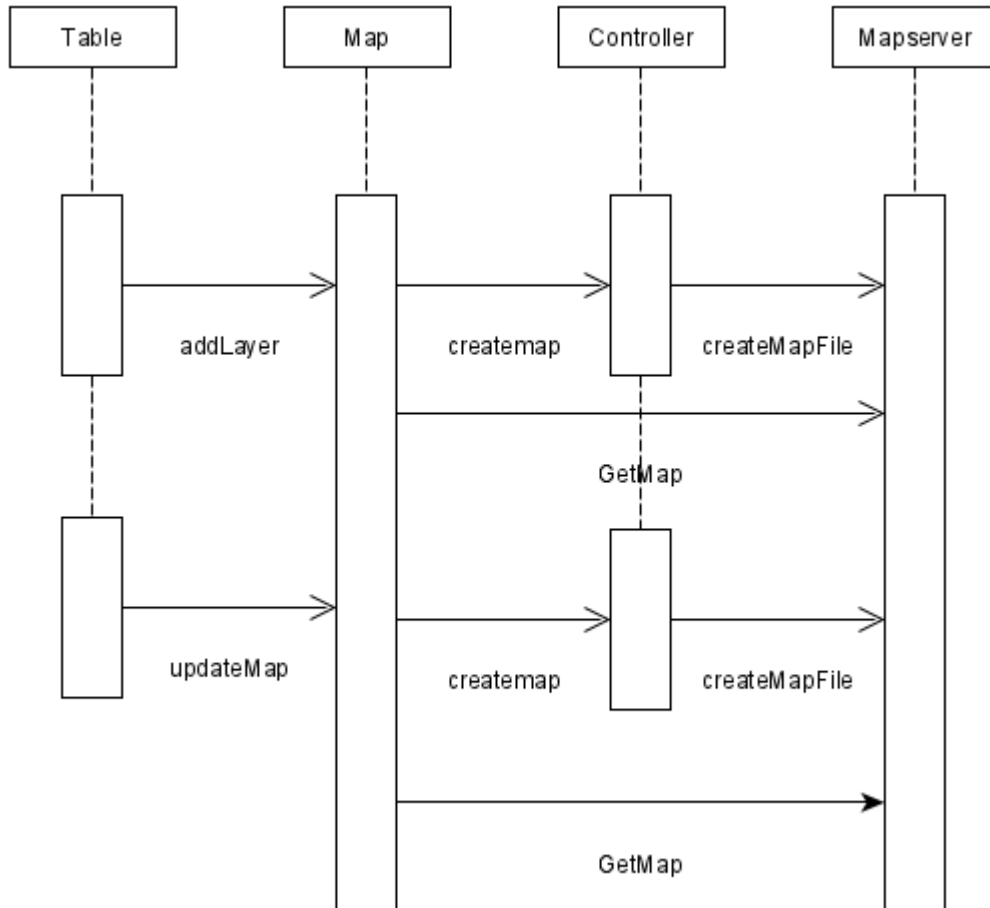 Table
Map
Controller
Mapserver
addLayer
createmap
createMapFile
GetMap
updateMap
createmap
createMapFile
GetMap